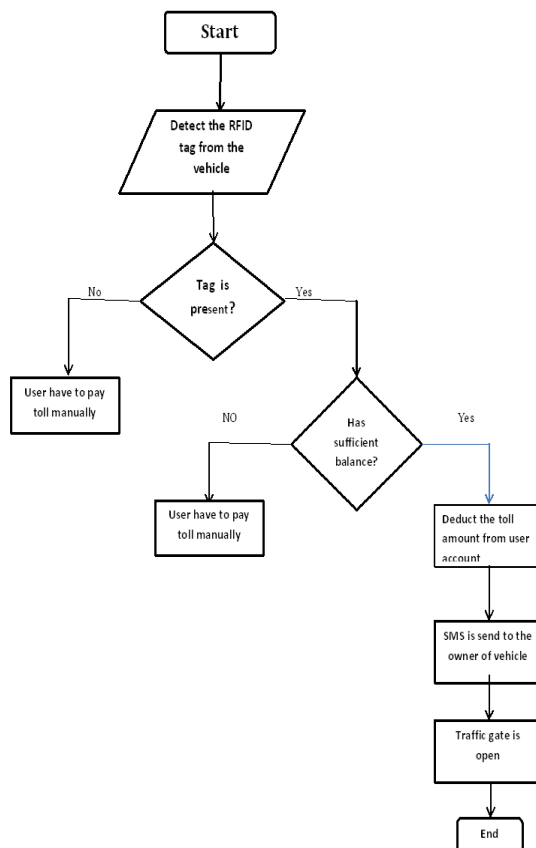 Start
Detect the RFID
tag from the
vehicle
No
Tag is
present?
Yes
User have to pay
toll manually
NO
Has
sufficient
balance?
Yes
User have to pay
toll manually
Deduct the toll
amount from user
account
SMS is send to the
owner of vehicle
Traffic gate is
open
End